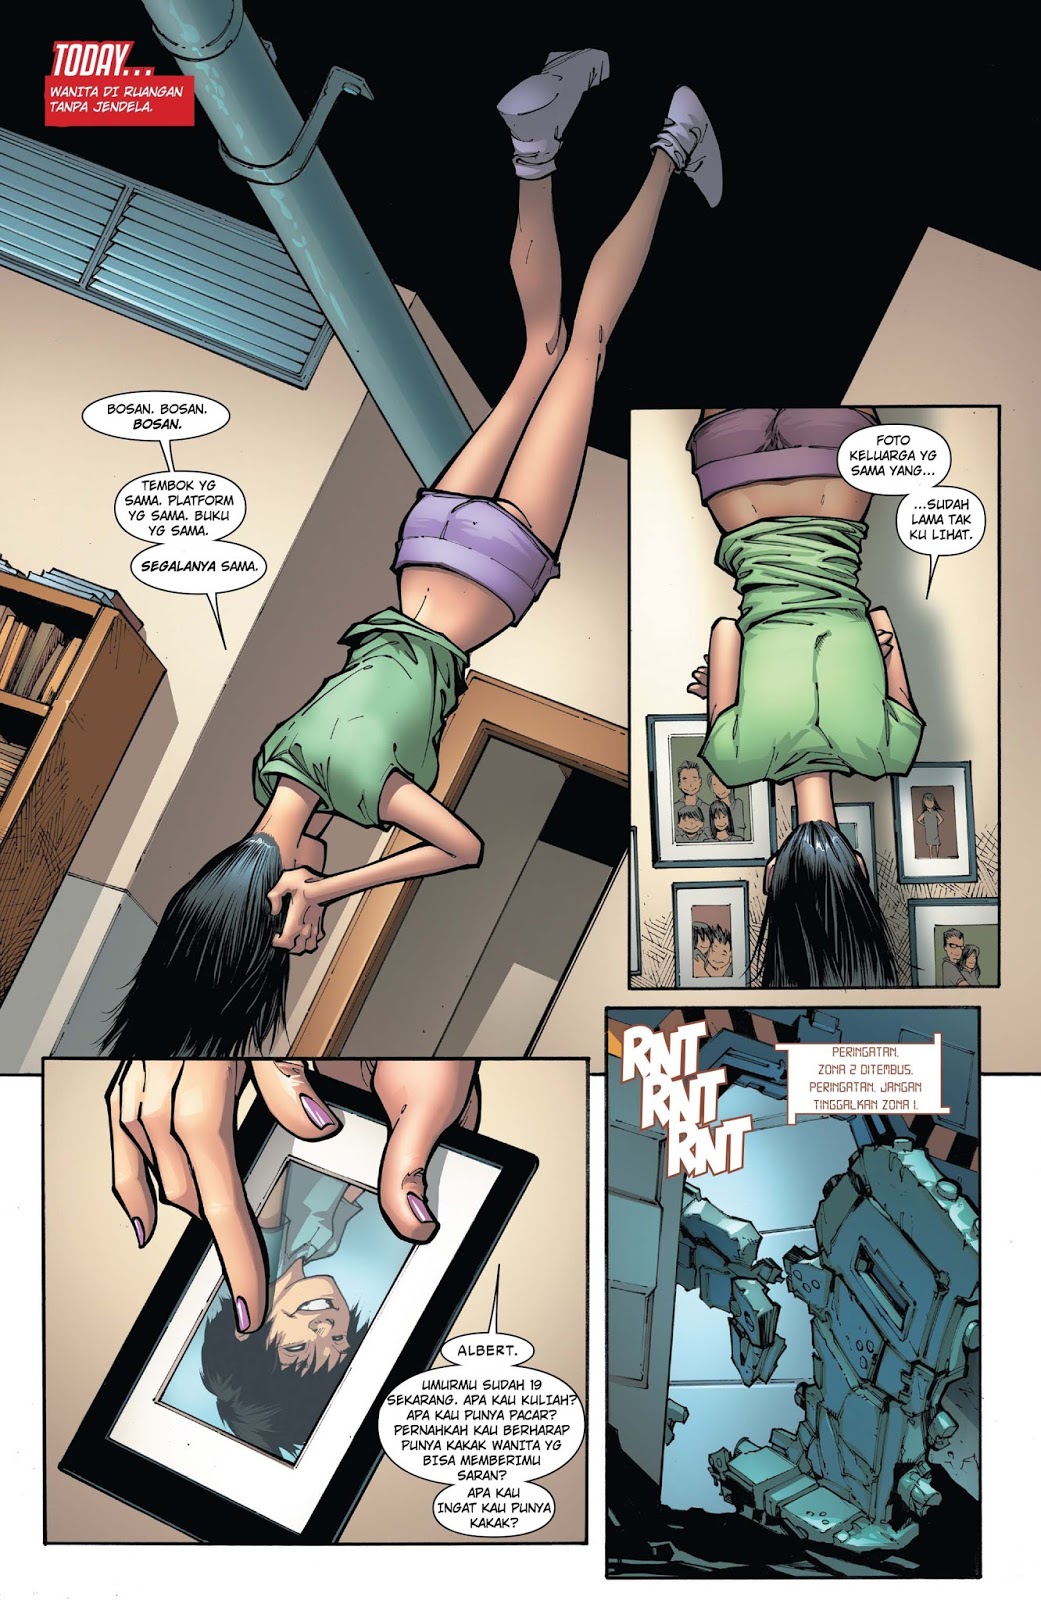 TODAY...
WANITA DI RUANGAN
TANPA JENDELA.
BOSAN. BOSAN.
BOSAN.
TEMBOK YG
SAMA. PLATFORM
YG SAMA. BUKU
YG SAMA.
SEGALANYA SAMA.
FOTO
KELUARGA YG
SAMA YANG...
...SUDAH
LAMA TAK
KU LIHAT.
ALBERT.
UMURMU SUDAH 19
SEKARANG. APA KAU KULIAH?
APA KAU PUNYA PACAR?
PERNAHKAH KAU BERHARAP
PUNYA KAKAK WANITA YG
BISA MEMBERIMU
SARAN?
APA KAU
INGAT KAU PUNYA
KAKAK?
RNT
RNT
RNT
PERINGATAN.
ZONA 2 DITEMBUS.
PERINGATAN. JANGAN
TINGGALKAN ZONA 1.